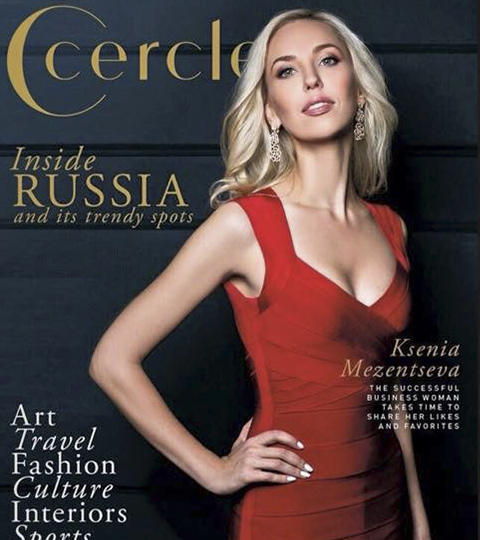 cercle
Inside
RUSSIA
and its trendy spots
Ksenia
Mezentseva
THE SUCCESSFUL
BUSINESS WOMAN
TAKES TIME TO
SHARE HER LIKES
AND FAVORITES
Art
Travel
Fashion
Culture
Interiors
Sports